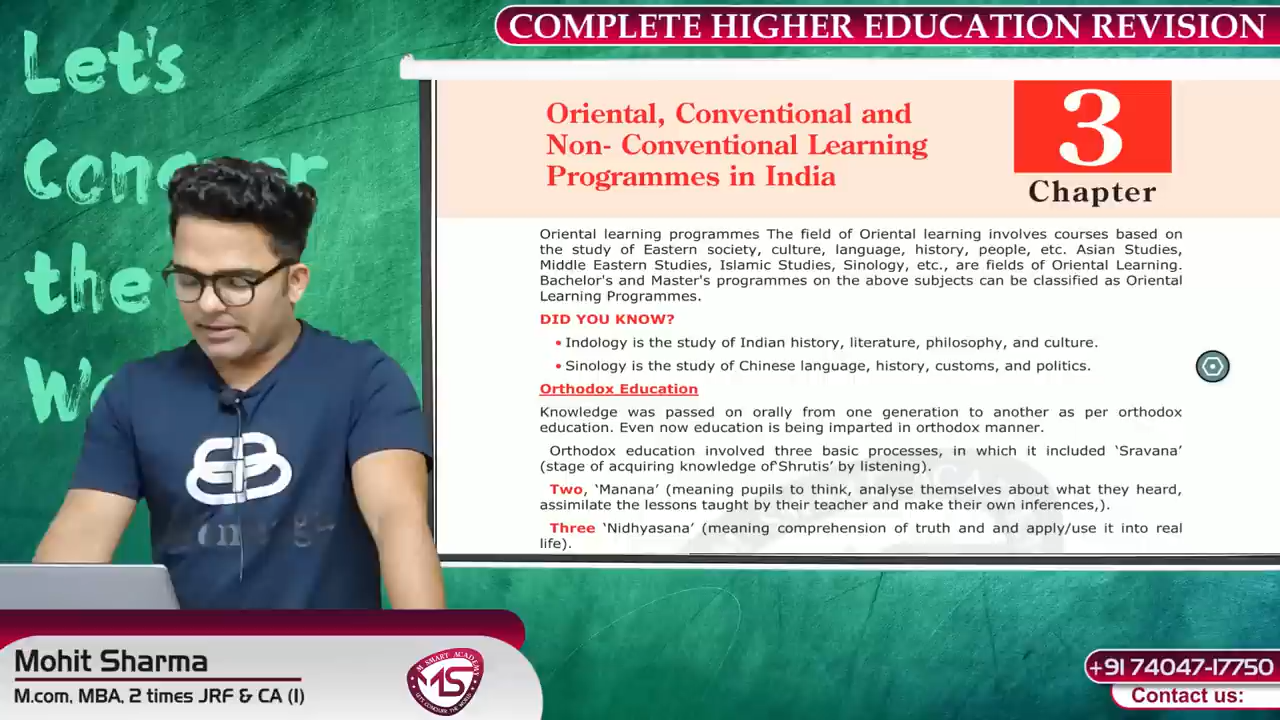 COMPLETE HIGHER EDUCATION REVISION
Let's
the
Oriental, Conventional and
Non- Conventional Learning
Programmes in India
3
Chapter
Oriental learning programmes The field of Oriental learning involves courses based on
the study of Eastern society, culture, language, history, people, etc. Asian Studies,
Middle Eastern Studies, Islamic Studies, Sinology, etc., are fields of Oriental Learning.
Bachelor's and Master's programmes on the above subjects can be classified as Oriental
Learning Programmes.
DID YOU KNOW?
• Indology is the study of Indian history, literature, philosophy, and culture.
• Sinology is the study of Chinese language, history, customs, and politics.
Orthodox Education
Knowledge was passed on orally from one generation to another as per orthodox
education. Even now education is being imparted in orthodox manner.
Orthodox education involved three basic processes, in which it included ‘Sravana’
(stage of acquiring knowledge of‘Shrutis’ by listening).
Two, ‘Manana’ (meaning pupils to think, analyse themselves about what they heard,
assimilate the lessons taught by their teacher and make their own inferences,).
Three ‘Nidhyasana’ (meaning comprehension of truth and and apply/use it into real
life).
Mohit Sharma
M.com, MBA, 2 times JRF & CA (I)
M SMART ACADEMY
MS
LET'S CONQUER THE WORLD
+91 74047-17750
Contact us: